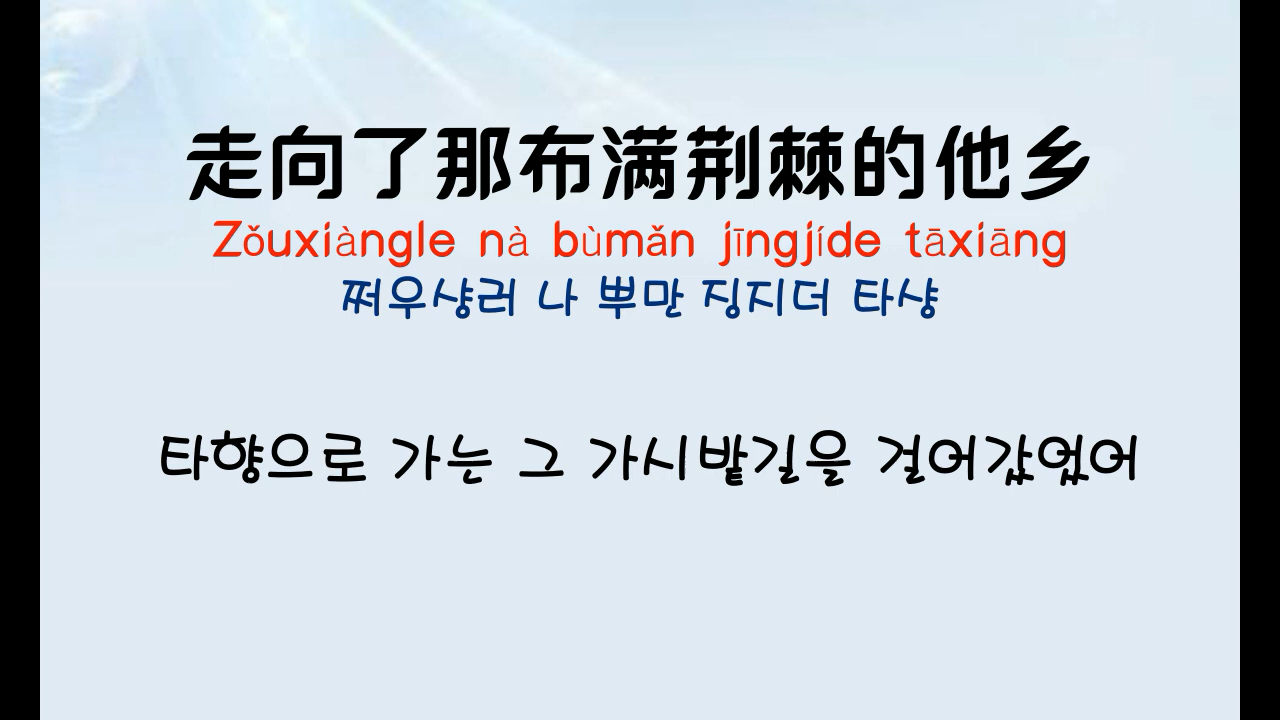 走向了那布满荆棘的他乡
Zǒuxiàngle nà bùmǎn jīngjíde tāxiāng
쩌우샹러 나 뿌만 징지더 타샹
타향으로 가는 그 가시밭길을 걸어갔었어